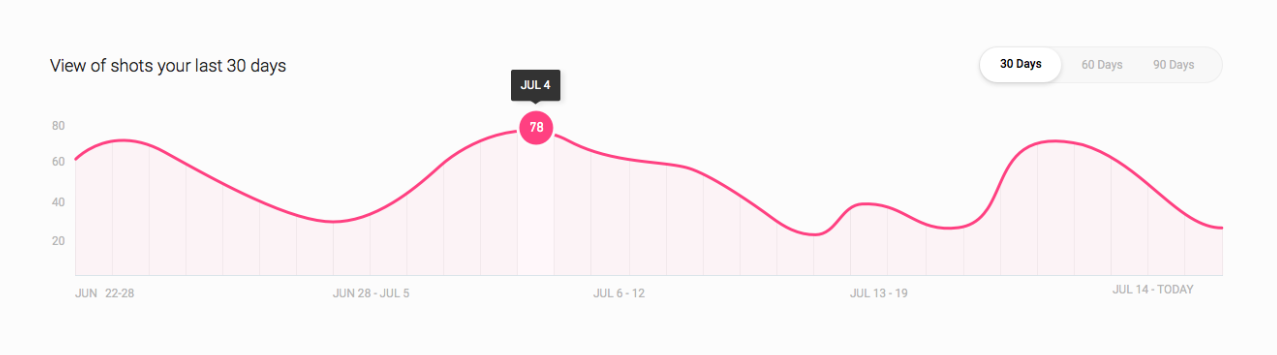 View of shots your last 30 days
30 Days 60 Days 90 Days
JUL 4
78
80
60
40
20
JUN 22-28 JUN 28 - JUL 5 JUL 6 - 12 JUL 13 - 19 JUL 14 - TODAY